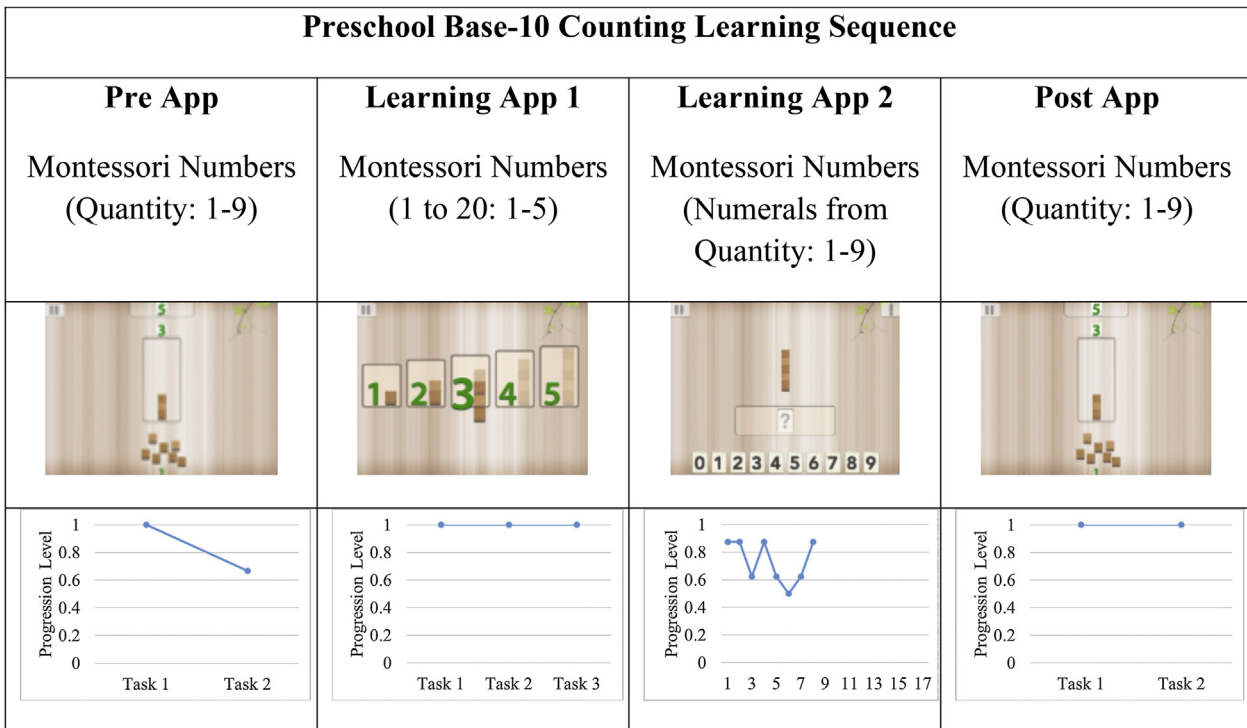 Preschool Base-10 Counting Learning Sequence
Pre App
Montessori Numbers
(Quantity: 1-9)
Learning App 1
Montessori Numbers
(1 to 20: 1-5)
Learning App 2
Montessori Numbers
(Numerals from
Quantity: 1-9)
Post App
Montessori Numbers
(Quantity: 1-9)
5
3
1
1 2 3 4 5
?
0 1 2 3 4 5 6 7 8 9
5
3
1
Progression Level
1
0.8
0.6
0.4
0.2
0
Task 1 Task 2
Progression Level
1
0.8
0.6
0.4
0.2
0
Task 1 Task 2 Task 3
Progression Level
1
0.8
0.6
0.4
0.2
0
1 3 5 7 9 11 13 15 17
Progression Level
1
0.8
0.6
0.4
0.2
0
Task 1 Task 2